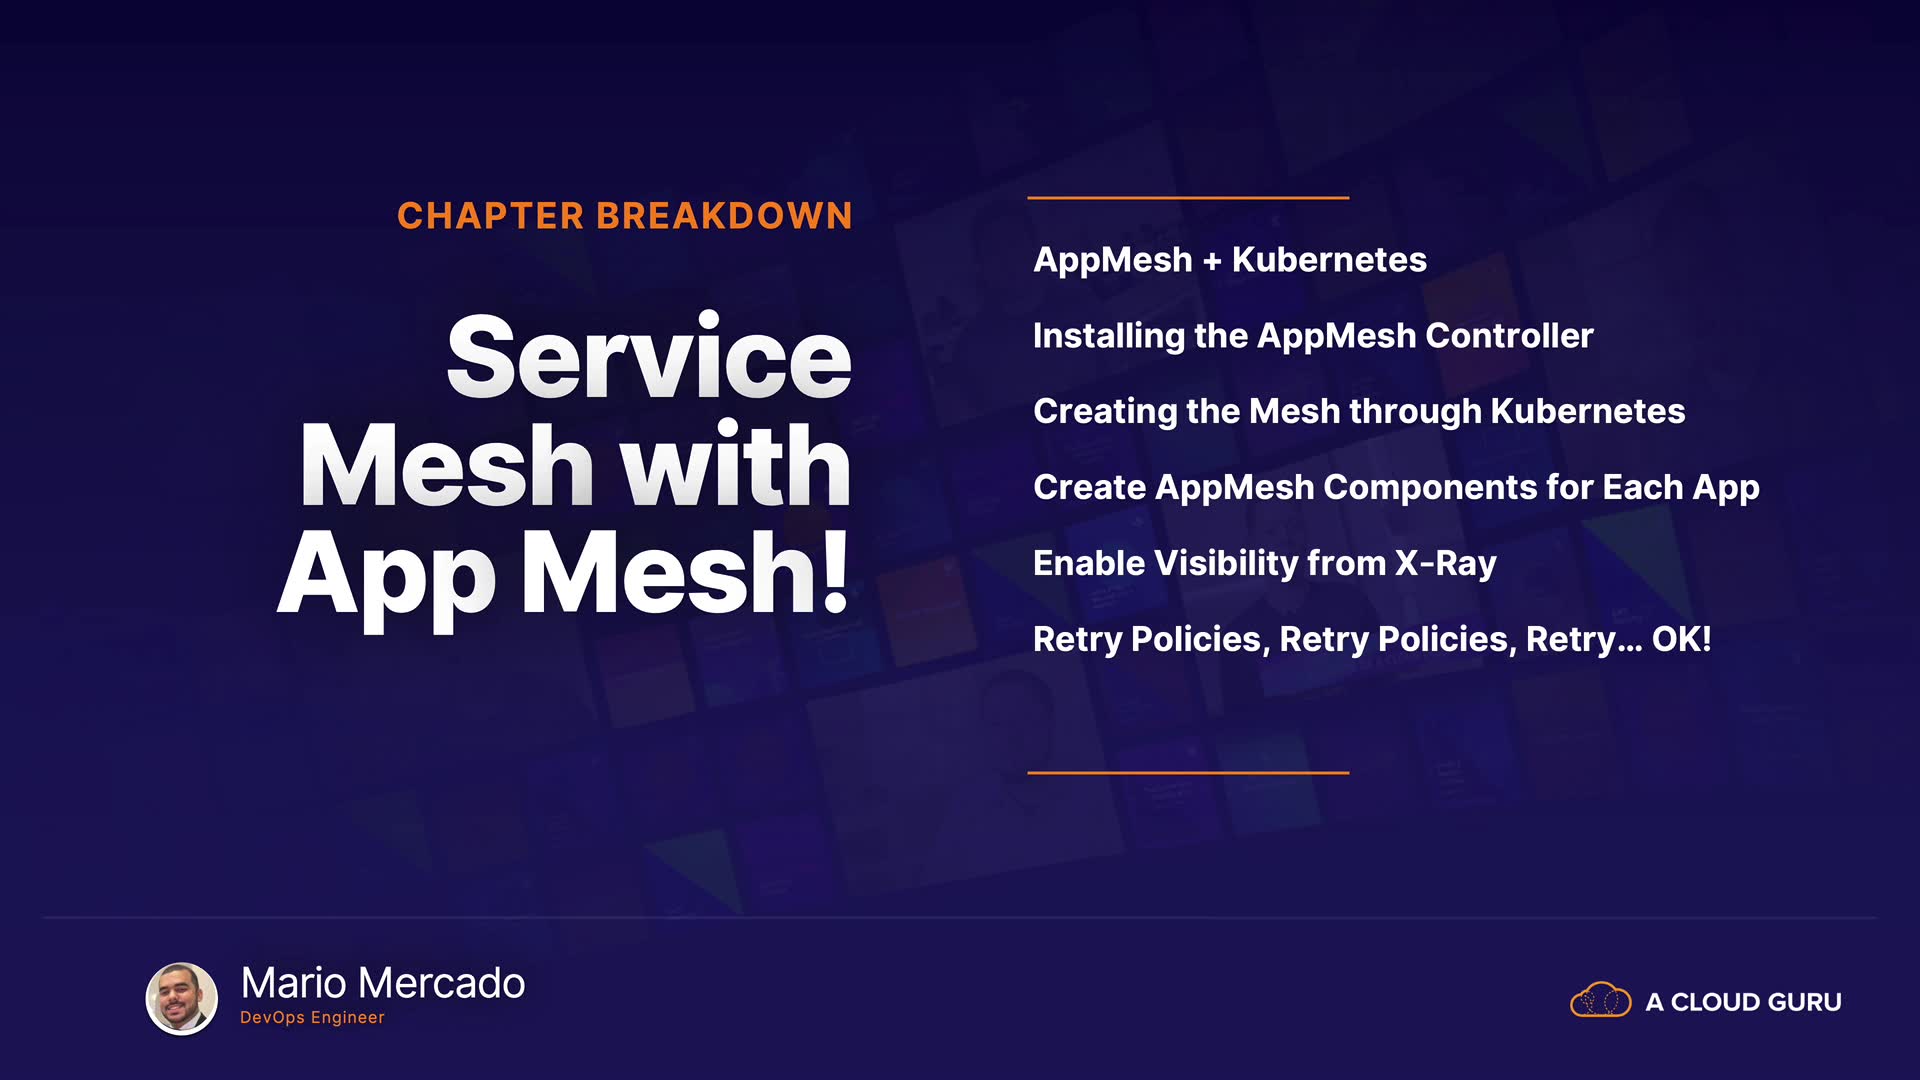 CHAPTER BREAKDOWN
Service
Mesh with
App Mesh!
AppMesh + Kubernetes
Installing the AppMesh Controller
Creating the Mesh through Kubernetes
Create AppMesh Components for Each App
Enable Visibility from X-Ray
Retry Policies, Retry Policies, Retry... OK!
Mario Mercado
DevOps Engineer
A CLOUD GURU